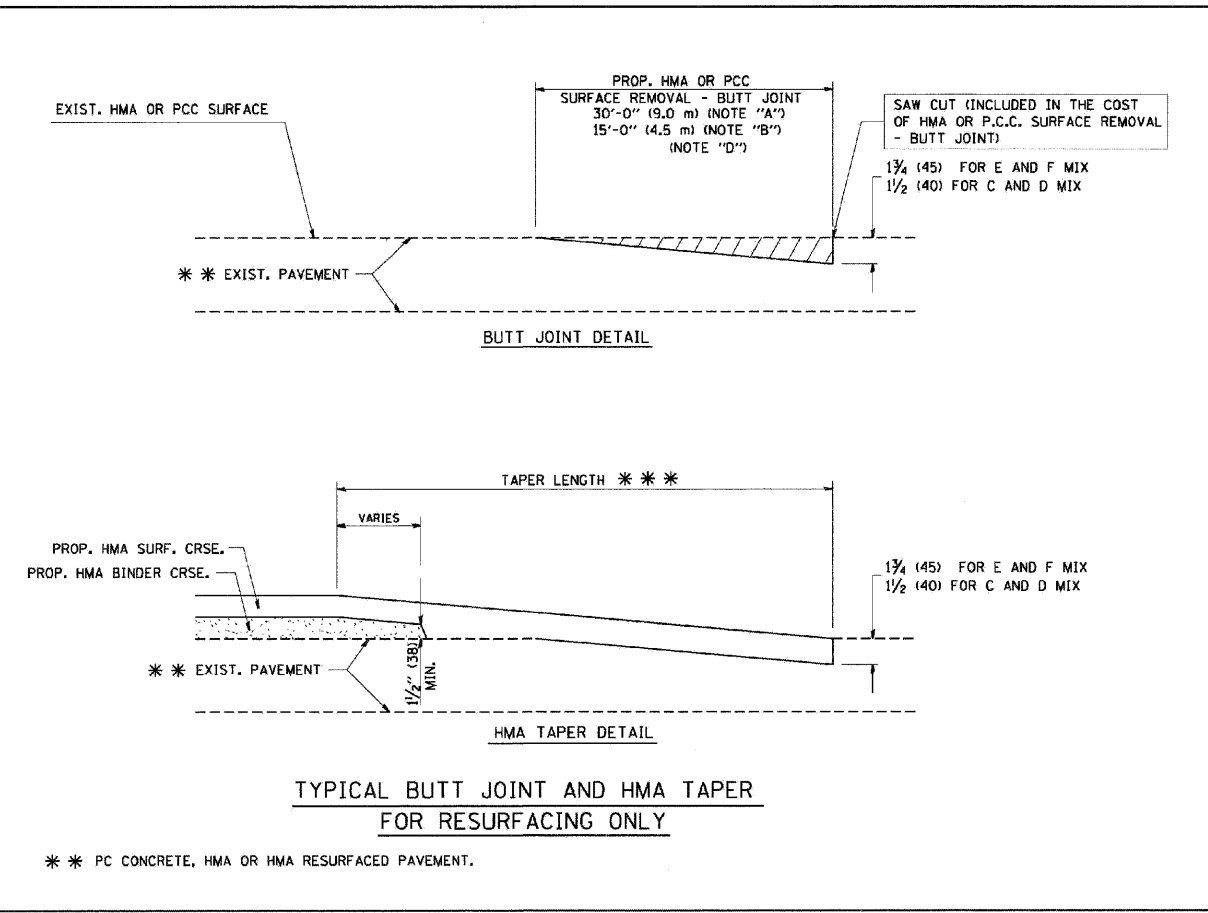 PROP. HMA OR PCC
SURFACE REMOVAL - BUTT JOINT
30'-0" (9.0 m) (NOTE "A")
15'-0" (4.5 m) (NOTE "B")
(NOTE "D")
EXIST. HMA OR PCC SURFACE
SAW CUT (INCLUDED IN THE COST
OF HMA OR P.C.C. SURFACE REMOVAL
- BUTT JOINT)
1¾ (45) FOR E AND F MIX
1½ (40) FOR C AND D MIX
** EXIST. PAVEMENT
BUTT JOINT DETAIL
TAPER LENGTH ***
VARIES
PROP. HMA SURF. CRSE.
PROP. HMA BINDER CRSE.
1¾ (45) FOR E AND F MIX
1½ (40) FOR C AND D MIX
** EXIST. PAVEMENT
1½" (38)
MIN.
HMA TAPER DETAIL
TYPICAL BUTT JOINT AND HMA TAPER
FOR RESURFACING ONLY
** PC CONCRETE, HMA OR HMA RESURFACED PAVEMENT.